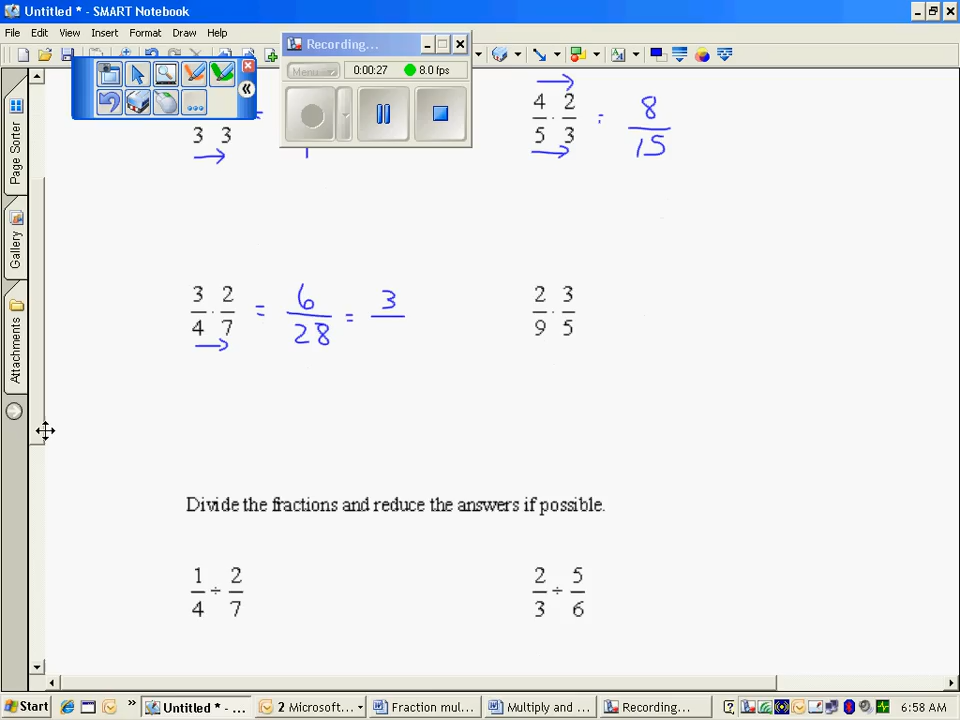 Untitled * - SMART Notebook
File Edit View Insert Format Draw Help
Recording...
Menu
0:00:27 8.0 fps
Page Sorter
Gallery
Attachments
3 3 =
4/5 · 2/3 = 8/15
3/4 · 2/7 = 6/28 = 3
2/9 · 3/5
Divide the fractions and reduce the answers if possible.
1/4 ÷ 2/7
2/3 ÷ 5/6
Start Untitled * - ... 2 Microsoft... Fraction mul... Multiply and ... Recording... 6:58 AM